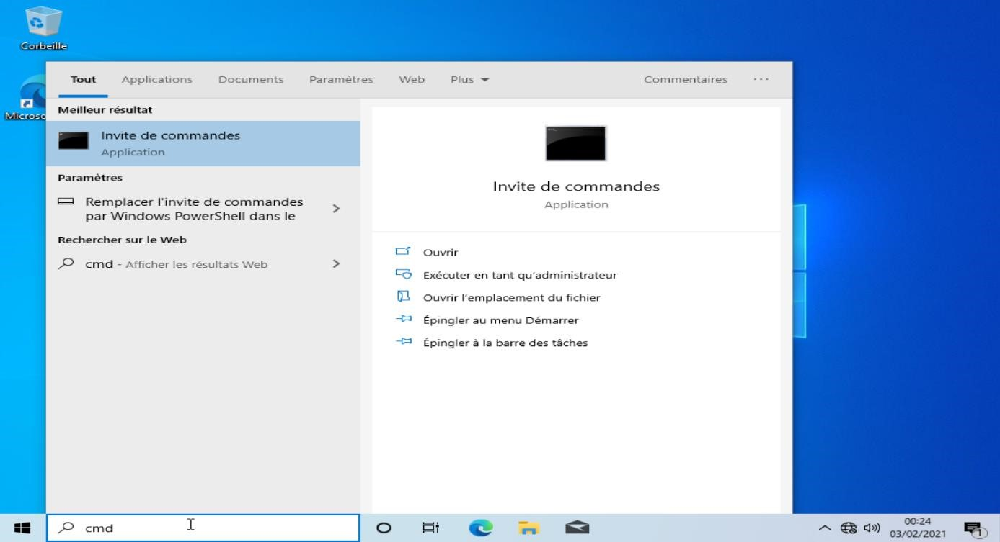 Corbeille
Microsc
Tout Applications Documents Paramètres Web Plus Commentaires ...
Meilleur résultat
Invite de commandes
Application
Paramètres
Remplacer l'invite de commandes
par Windows PowerShell dans le
Rechercher sur le Web
cmd - Afficher les résultats Web
Invite de commandes
Application
Ouvrir
Exécuter en tant qu'administrateur
Ouvrir l'emplacement du fichier
Épingler au menu Démarrer
Épingler à la barre des tâches
cmd
00:24
03/02/2021
1